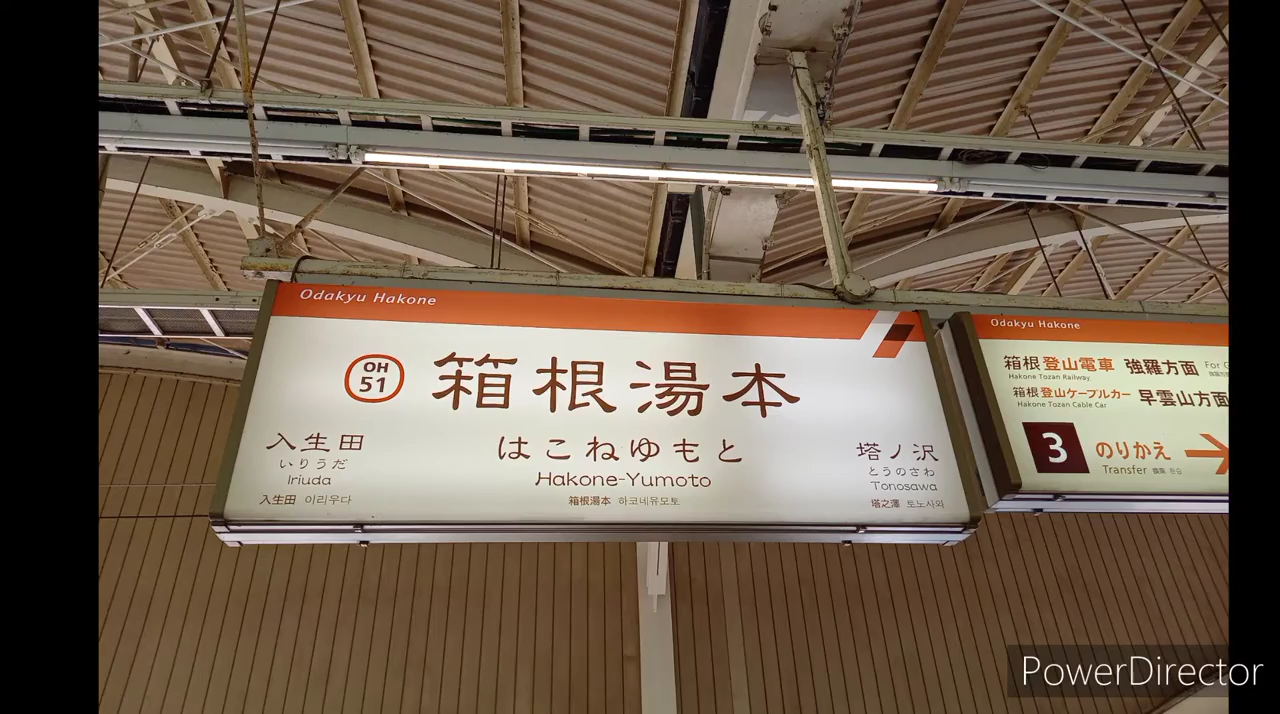 Odakyu Hakone
OH
51
箱根湯本
はこねゆもと
Hakone-Yumoto
箱根湯本 하코네유모토
入生田
いりうだ
Iriuda
入生田 이리우다
塔ノ沢
とうのさわ
Tonosawa
塔之澤 토노사와
Odakyu Hakone
箱根登山電車 強羅方面 For
Hakone Tozan Railway
箱根登山ケーブルカー 早雲山方面
Hakone Tozan Cable Car
3 のりかえ
Transfer
PowerDirector